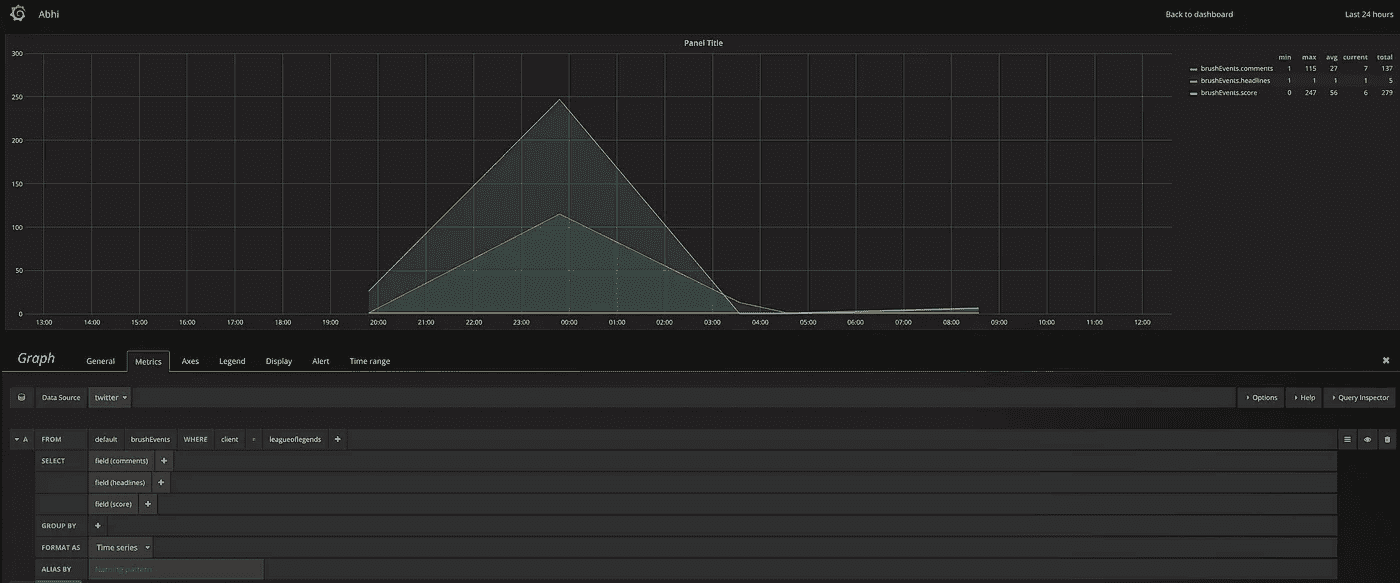 Abhi Back to dashboard Last 24 hours
Panel Title
min max avg current total
brushEvents.comments 1 115 27 7 137
brushEvents.headlines 1 1 1 1 5
brushEvents.score 0 247 56 6 279
300
250
200
150
100
50
0
13:00 14:00 15:00 16:00 17:00 18:00 19:00 20:00 21:00 22:00 23:00 00:00 01:00 02:00 03:00 04:00 05:00 06:00 07:00 08:00 09:00 10:00 11:00 12:00
Graph General Metrics Axes Legend Display Alert Time range
Data Source twitter Options Help Query Inspector
A FROM default brushEvents WHERE client = leagueoflegends +
SELECT field (comments) +
field (headlines) +
field (score) +
GROUP BY +
FORMAT AS Time series
ALIAS BY